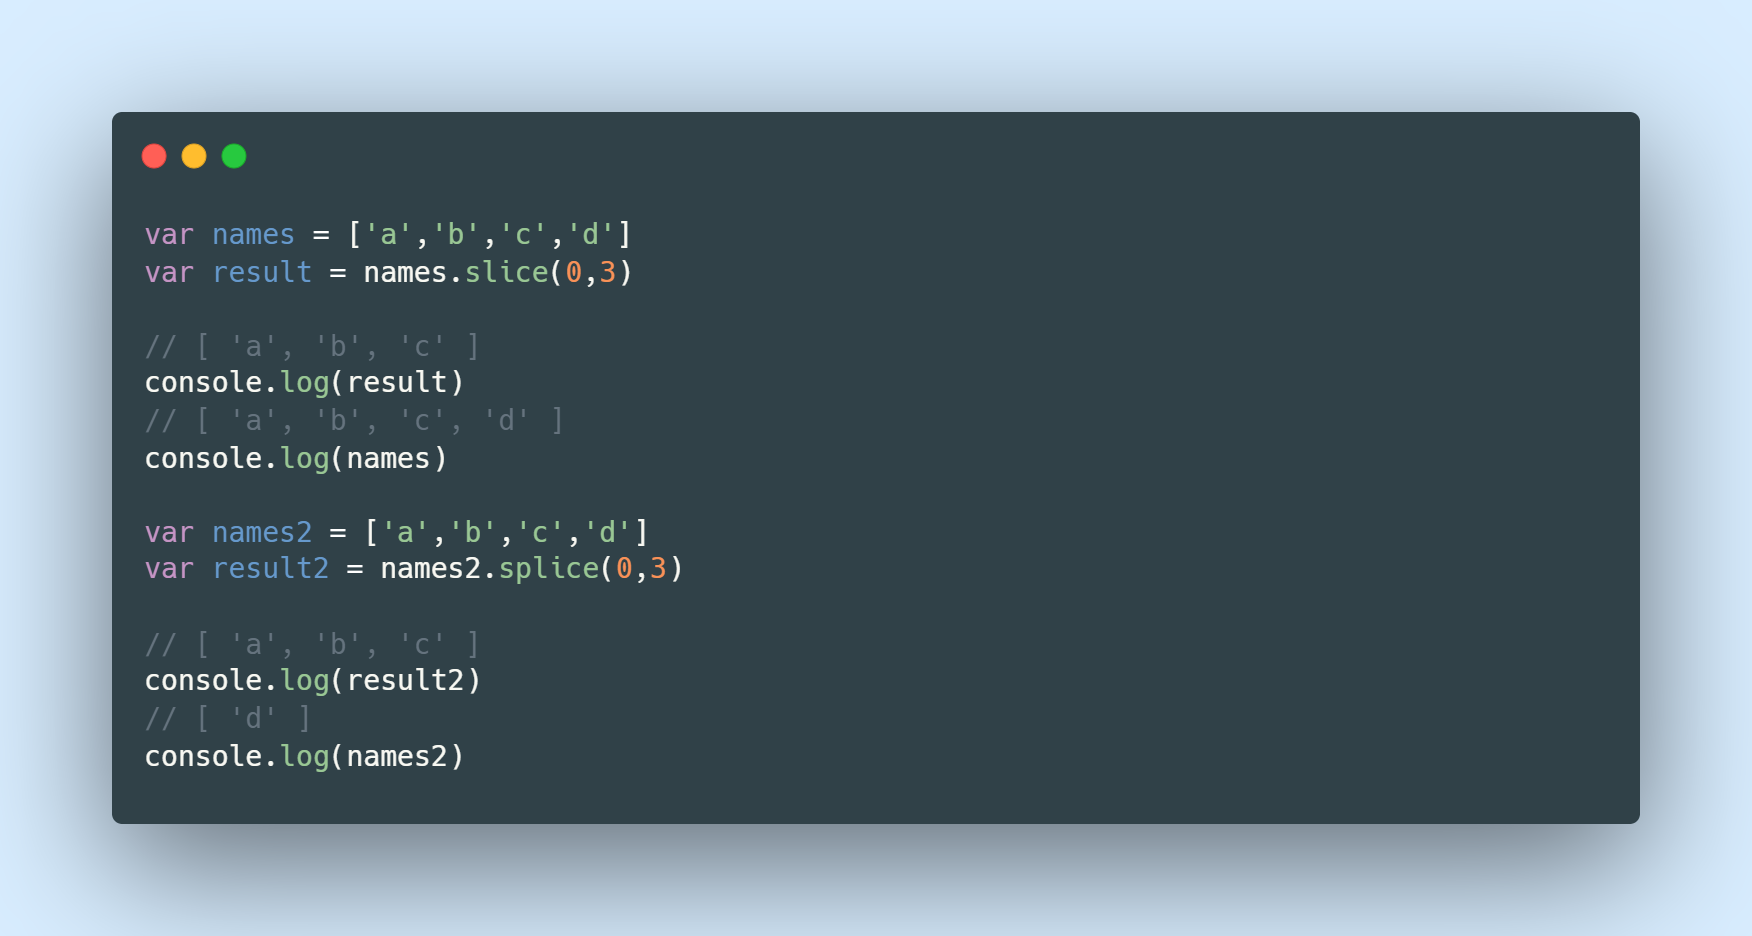 var names = ['a','b','c','d']
var result = names.slice(0,3)
// [ 'a', 'b', 'c' ]
console.log(result)
// [ 'a', 'b', 'c', 'd' ]
console.log(names)
var names2 = ['a','b','c','d']
var result2 = names2.splice(0,3)
// [ 'a', 'b', 'c' ]
console.log(result2)
// [ 'd' ]
console.log(names2)